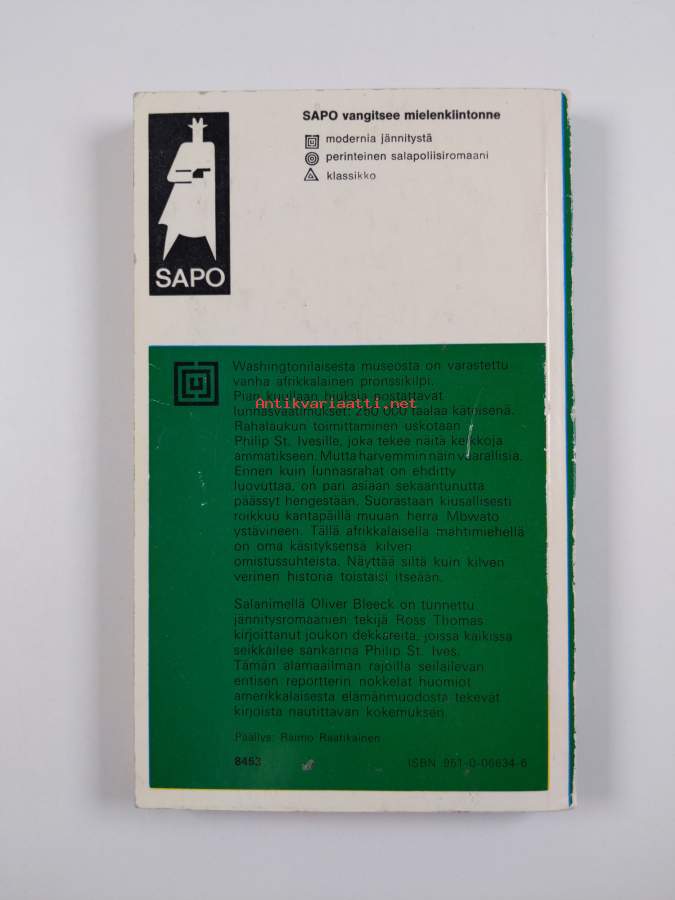 SAPO vangitsee mielenkiintonne
modernia jännitystä
perinteinen salapoliisiromaani
klassikko
SAPO
Washingtonilaisesta museosta on varastettu
vanha afrikkalainen pronssikilpi.
Pian kuullaan hiuksia nostattavat
Antikvariaatti.net
lunnasvaatimukset: 250 000 taalaa käteisenä.
Rahalaukun toimittaminen uskotaan
Philip St. Ivesille, joka tekee näitä keikkoja
ammatikseen. Mutta harvemmin näin vaarallisia.
Ennen kuin lunnasrahat on ehditty
luovuttaa, on pari asiaan sekaantunutta
päässyt hengestään. Suorastaan kiusallisesti
roikkuu kantapäillä muuan herra Mbwato
ystävineen. Tällä afrikkalaisella mahtimiehellä
on oma käsityksensä kilven
omistussuhteista. Näyttää siltä kuin kilven
verinen historia toistaisi itseään.
Salanimellä Oliver Bleeck on tunnettu
jännitysromaanien tekijä Ross Thomas
kirjoittanut joukon dekkareita, joissa kaikissa
seikkailee sankarina Philip St. Ives.
Tämän alamaailman rajoilla seilailevan
entisen reportterin nokkelat huomiot
amerikkalaisesta elämänmuodosta tekevät
kirjoista nautittavan kokemuksen.
Päällys: Raimo Raatikainen
8453
ISBN 951-0-06634-6